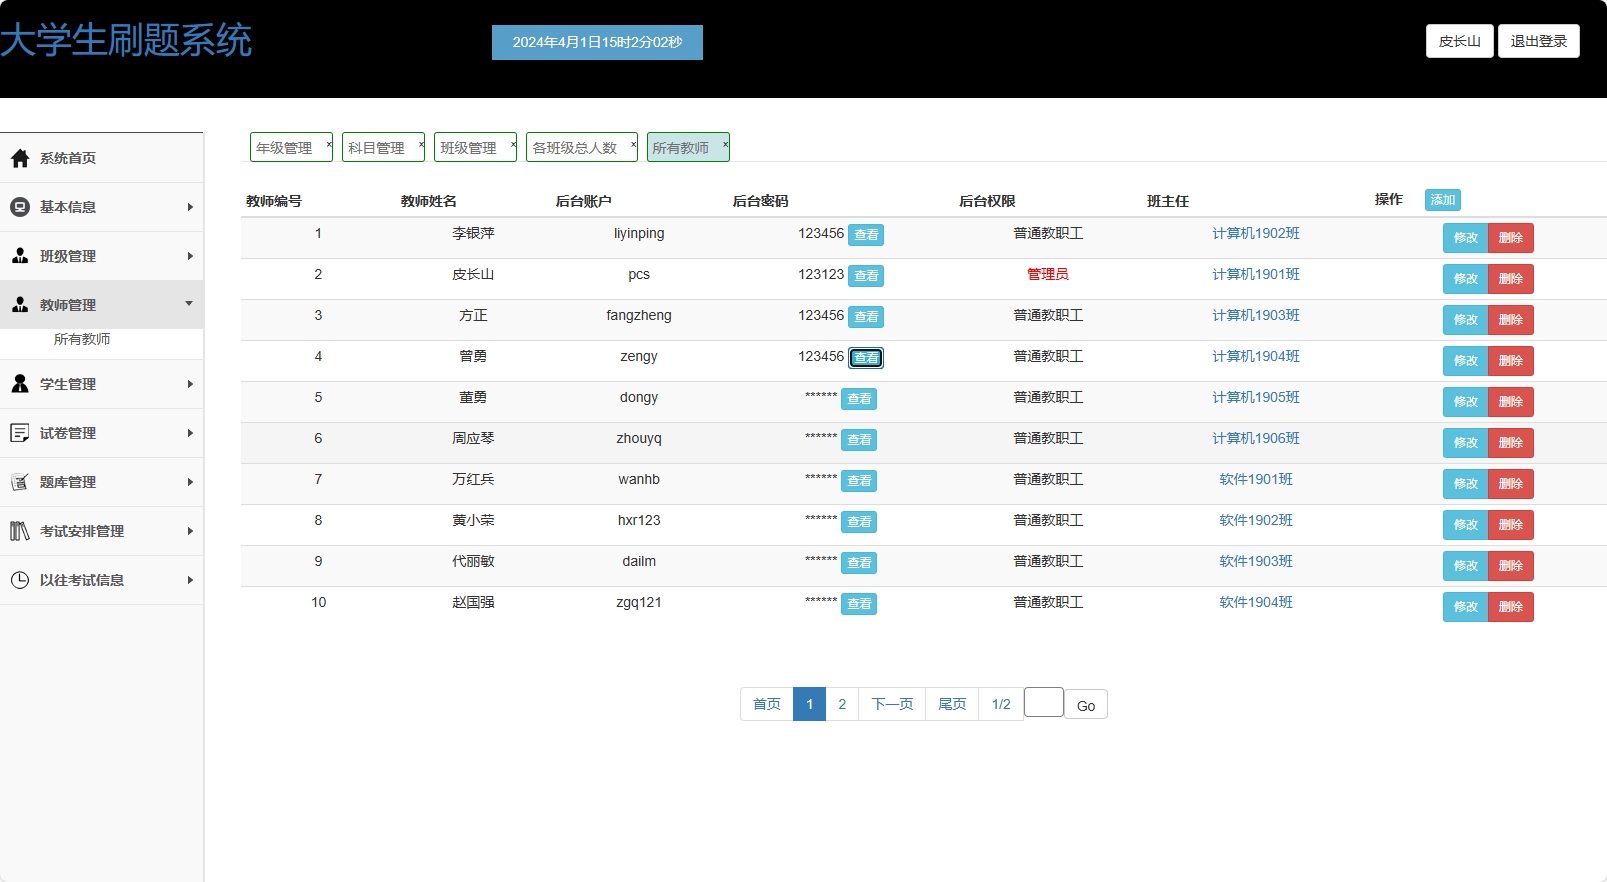 大学生刷题系统 2024年4月1日15时2分02秒 皮长山 退出登录
系统首页
基本信息
班级管理
教师管理
所有教师
学生管理
试卷管理
题库管理
考试安排管理
以往考试信息
年级管理 × 科目管理 × 班级管理 × 各班级总人数 × 所有教师 ×
教师编号 教师姓名 后台账户 后台密码 后台权限 班主任 操作 添加
1 李银萍 liyinping 123456 查看 普通教职工 计算机1902班 修改 删除
2 皮长山 pcs 123123 查看 管理员 计算机1901班 修改 删除
3 方正 fangzheng 123456 查看 普通教职工 计算机1903班 修改 删除
4 曾勇 zengy 123456 查看 普通教职工 计算机1904班 修改 删除
5 董勇 dongy ****** 查看 普通教职工 计算机1905班 修改 删除
6 周应琴 zhouyq ****** 查看 普通教职工 计算机1906班 修改 删除
7 万红兵 wanhb ****** 查看 普通教职工 软件1901班 修改 删除
8 黄小荣 hxr123 ****** 查看 普通教职工 软件1902班 修改 删除
9 代丽敏 dailm ****** 查看 普通教职工 软件1903班 修改 删除
10 赵国强 zgq121 ****** 查看 普通教职工 软件1904班 修改 删除
首页 1 2 下一页 尾页 1/2 Go